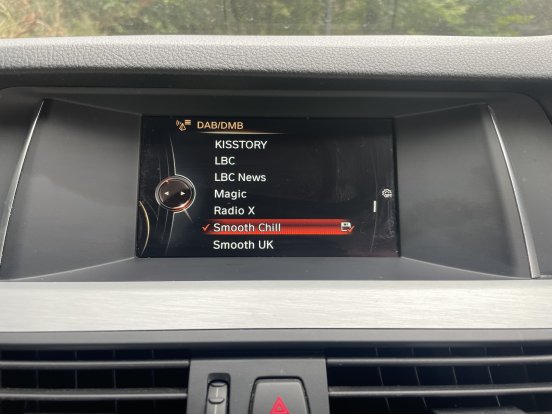 DAB/DMB
KISSTORY
LBC
LBC News
Magic
Radio X
Smooth Chill
Smooth UK